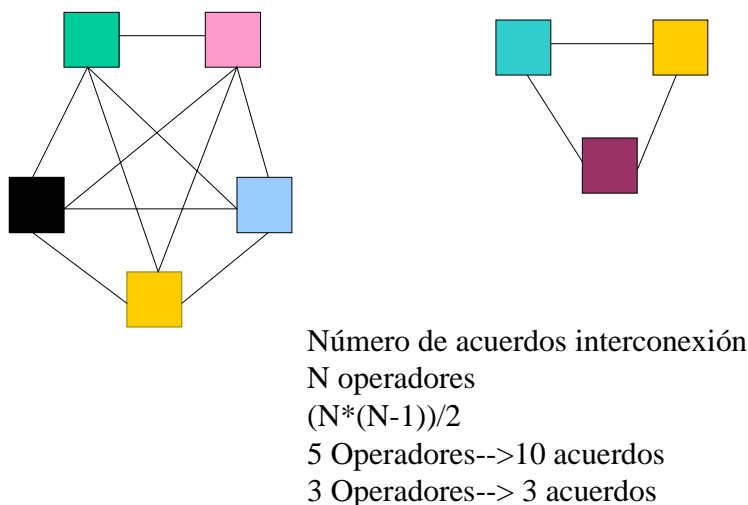 Número de acuerdos interconexión
N operadores
(N*(N-1))/2
5 Operadores-->10 acuerdos
3 Operadores--> 3 acuerdos